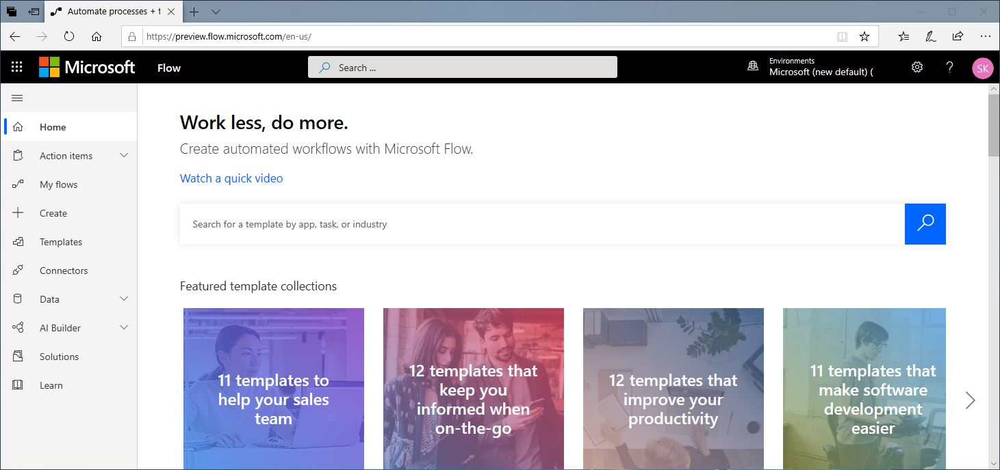 Automate processes + t
https://preview.flow.microsoft.com/en-us/
Microsoft
Flow
Search ...
Environments
Microsoft (new default) (
?
SK
Home
Action items
My flows
Create
Templates
Connectors
Data
AI Builder
Solutions
Learn
Work less, do more.
Create automated workflows with Microsoft Flow.
Watch a quick video
Search for a template by app, task, or industry
Featured template collections
11 templates to
help your sales
team
12 templates that
keep you
informed when
on-the-go
12 templates that
improve your
productivity
11 templates that
make software
development
easier